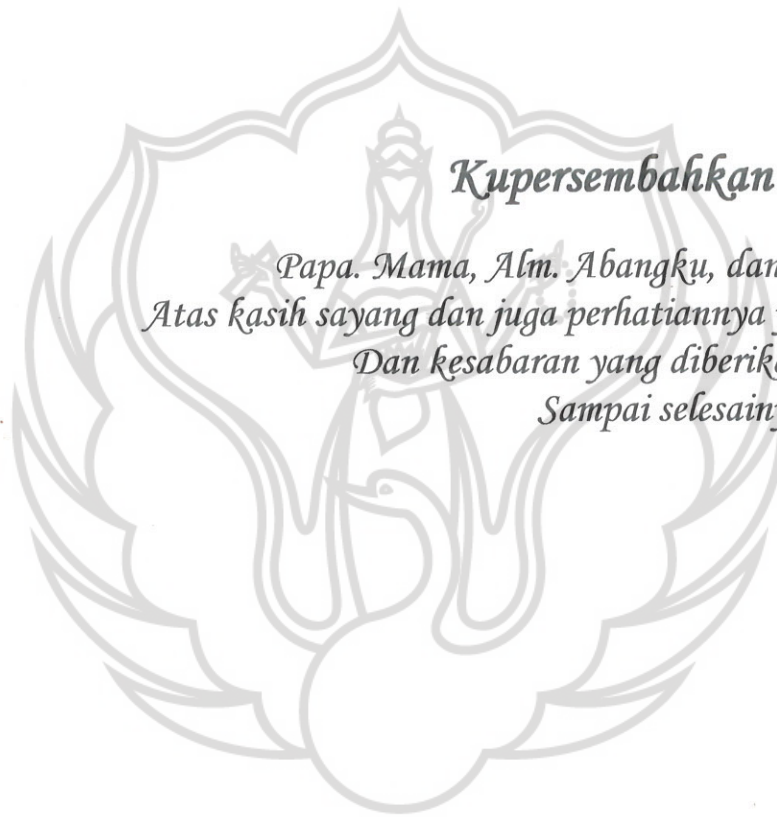 Kupersembahkan
Papa. Mama, Alm. Abangku, dan
Atas kasih sayang dan juga perhatiannya
Dan kesabaran yang
Sampai